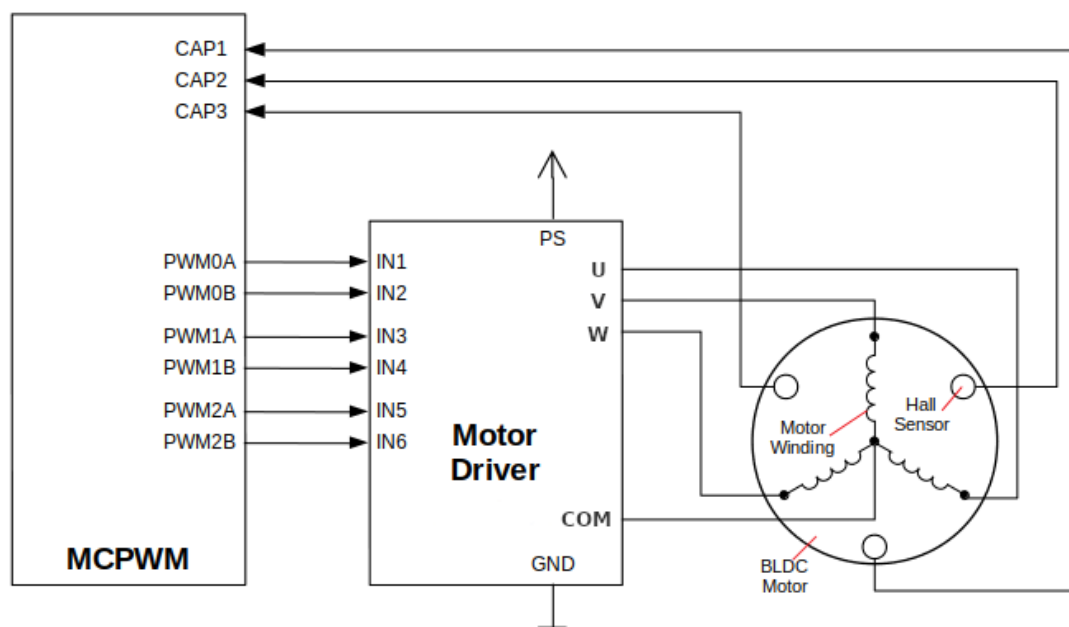 CAP1
CAP2
CAP3
PS
PWM0A
IN1
U
PWM0B
IN2
V
PWM1A
IN3
W
PWM1B
IN4
PWM2A
IN5
PWM2B
IN6
Motor
Driver
Motor
Winding
Hall
Sensor
COM
MCPWM
GND
BLDC
Motor